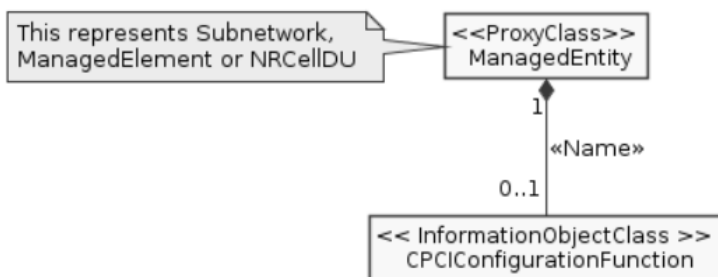 This represents Subnetwork,
ManagedElement or NRCellDU
<<ProxyClass>>
ManagedEntity
1
«Name»
0..1
<< InformationObjectClass >>
CPCIConfigurationFunction